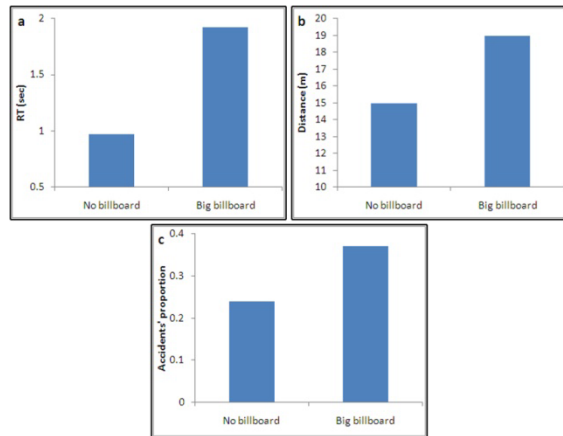 a
RT (sec)
2
1.5
1
0.5
No billboard Big billboard
b
Distance (m)
20
19
18
17
16
15
14
13
12
11
10
No billboard Big billboard
c
Accidents' proportion
0.4
0.3
0.2
0.1
0
No billboard Big billboard